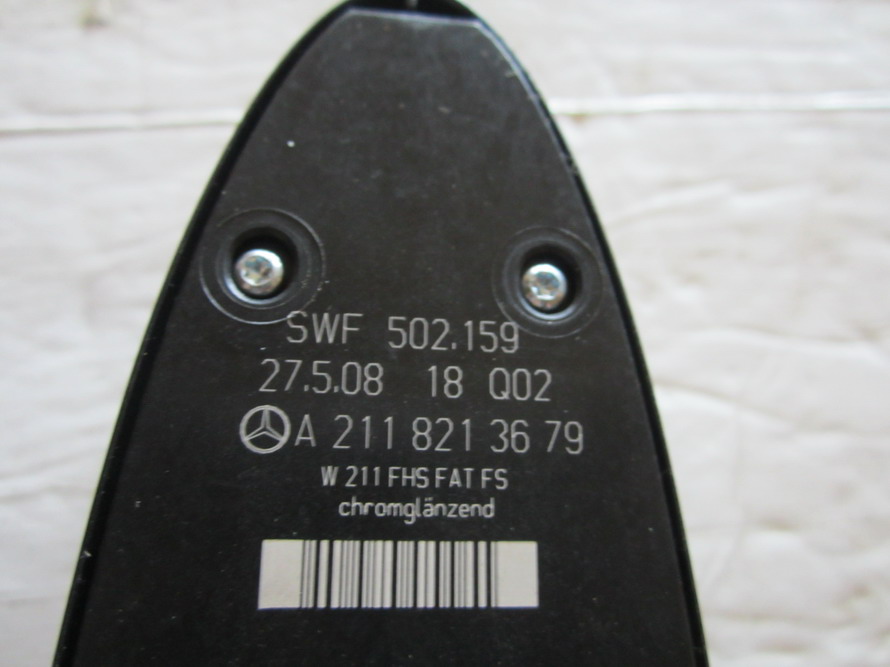 SWF 502.159
27.5.08 18 Q02
A 211 821 36 79
W 211 FHS FAT FS
chromglänzend